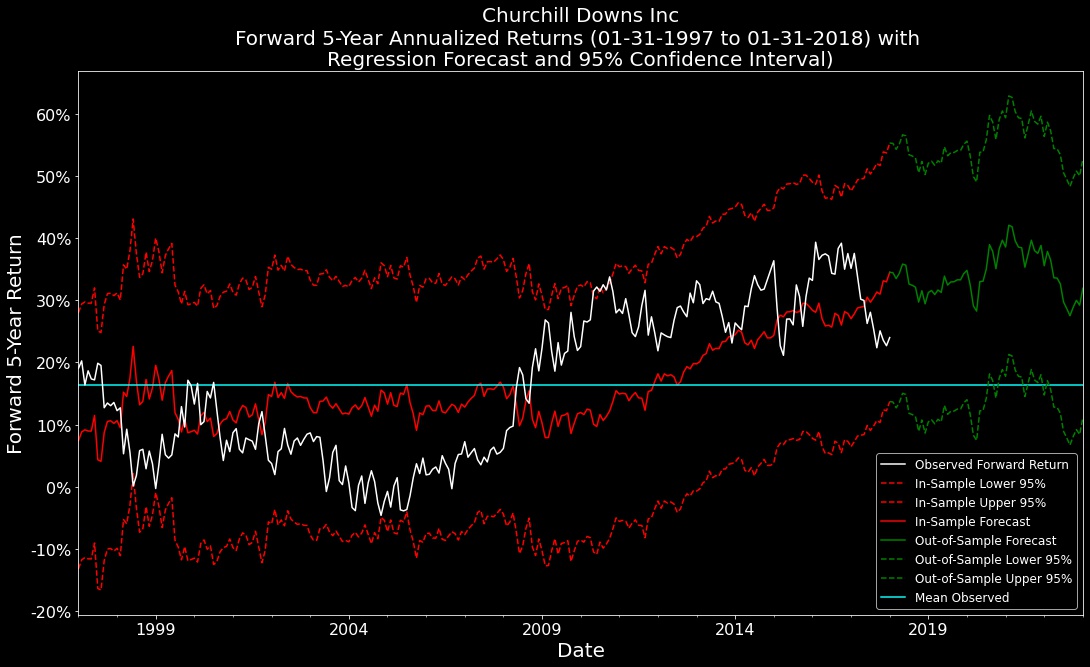 Churchill Downs Inc
Forward 5-Year Annualized Returns (01-31-1997 to 01-31-2018) with
Regression Forecast and 95% Confidence Interval)
Forward 5-Year Return
60%
50%
40%
30%
20%
10%
0%
-10%
-20%
1999
2004
2009
2014
2019
Date
Observed Forward Return
In-Sample Lower 95%
In-Sample Upper 95%
In-Sample Forecast
Out-of-Sample Forecast
Out-of-Sample Lower 95%
Out-of-Sample Upper 95%
Mean Observed